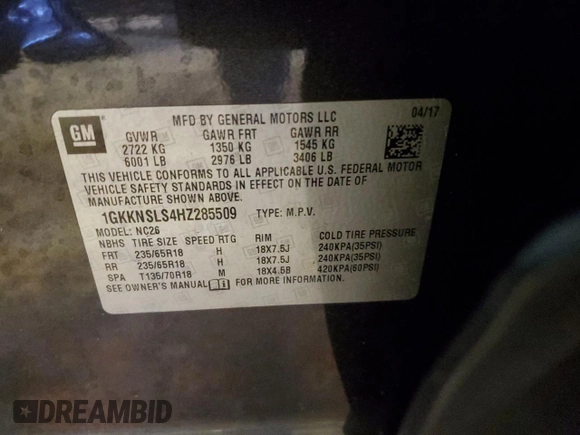 GM
MFD BY GENERAL MOTORS LLC
04/17
GVWR GAWR FRT GAWR RR
2722 KG 1350 KG 1545 KG
6001 LB 2976 LB 3406 LB
THIS VEHICLE CONFORMS TO ALL APPLICABLE U.S. FEDERAL MOTOR
VEHICLE SAFETY STANDARDS IN EFFECT ON THE DATE OF
MANUFACTURE SHOWN ABOVE.
1GKKNSLS4HZ285509 TYPE: M.P.V.
MODEL: NC26
NBHS TIRE SIZE SPEED RTG RIM COLD TIRE PRESSURE
FRT 235/65R18 H 18X7.5J 240KPA(35PSI)
RR 235/65R18 H 18X7.5J 240KPA(35PSI)
SPA T135/70R18 M 18X4.5B 420KPA(60PSI)
SEE OWNER'S MANUAL FOR MORE INFORMATION.
DREAMBID